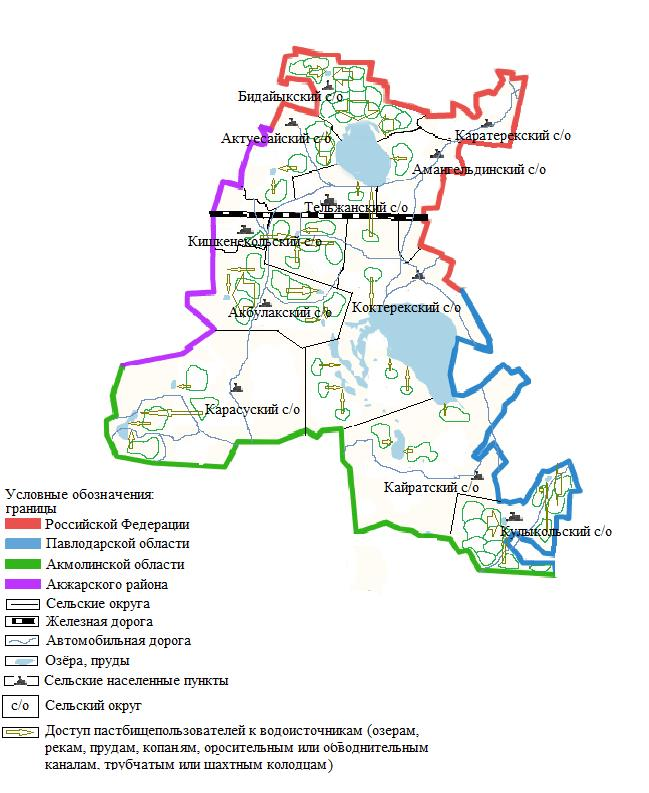 Бидайыкский с/о
Актуесайский с/о
Каратерекский с/о
Амангельдинский с/о
Тельжанский с/о
Кишкенекольский с/о
Акбулакский с/о
Коктерекский с/о
Карасуский с/о
Кайратский с/о
Кулыкольский с/о
Условные обозначения:
границы
Российской Федерации
Павлодарской области
Акмолинской области
Акжарского района
Сельские округа
Железная дорога
Автомобильная дорога
Озёра, пруды
Сельские населенные пункты
с/о Сельский округ
Доступ пастбищепользователей к водоисточникам (озерам,
рекам, прудам, копаням, оросительным или обводнительным
каналам, трубчатым или шахтным колодцам)